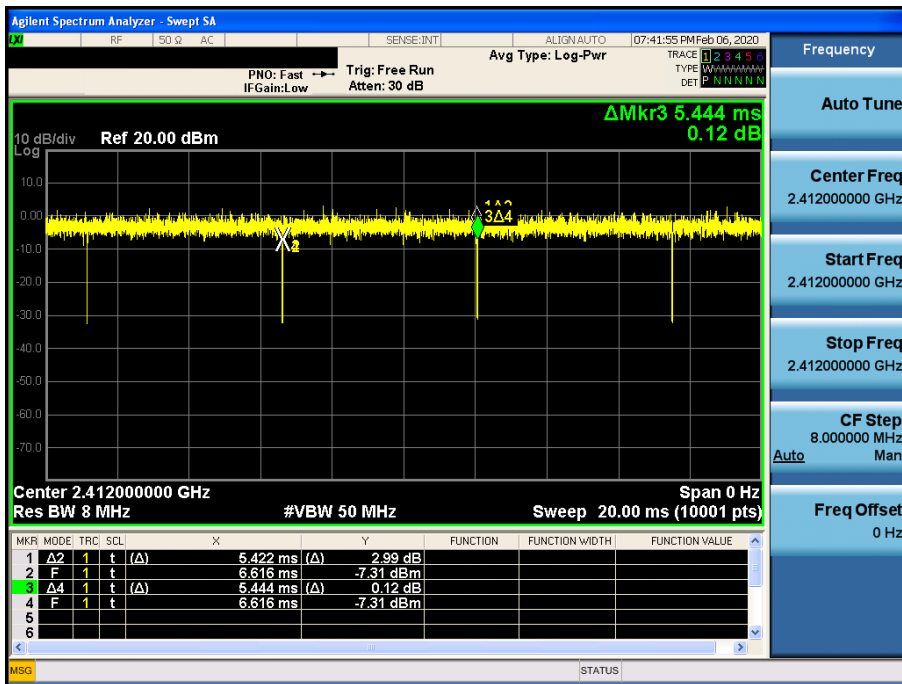 Agilent Spectrum Analyzer - Swept SA
LXI RF 50 Ω AC SENSE:INT ALIGN AUTO 07:41:55 PM Feb 06, 2020
Avg Type: Log-Pwr
TRACE 1 2 3 4 5 6
TYPE WWWWWWWW
DET P N N N N N
PNO: Fast
IFGain:Low
Trig: Free Run
Atten: 30 dB
ΔMkr3 5.444 ms
0.12 dB
10 dB/div Ref 20.00 dBm
Log
10.0
0.00
-10.0
-20.0
-30.0
-40.0
-50.0
-60.0
-70.0
3Δ4
Center 2.412000000 GHz Span 0 Hz
Res BW 8 MHz #VBW 50 MHz Sweep 20.00 ms (10001 pts)
MKR MODE TRC SCL X Y FUNCTION FUNCTION WIDTH FUNCTION VALUE
1 Δ2 1 t (Δ) 5.422 ms (Δ) 2.99 dB
2 F 1 t 6.616 ms -7.31 dBm
3 Δ4 1 t (Δ) 5.444 ms (Δ) 0.12 dB
4 F 1 t 6.616 ms -7.31 dBm
5
6
MSG STATUS
Frequency
Auto Tune
Center Freq
2.412000000 GHz
Start Freq
2.412000000 GHz
Stop Freq
2.412000000 GHz
CF Step
8.000000 MHz
Auto Man
Freq Offset
0 Hz